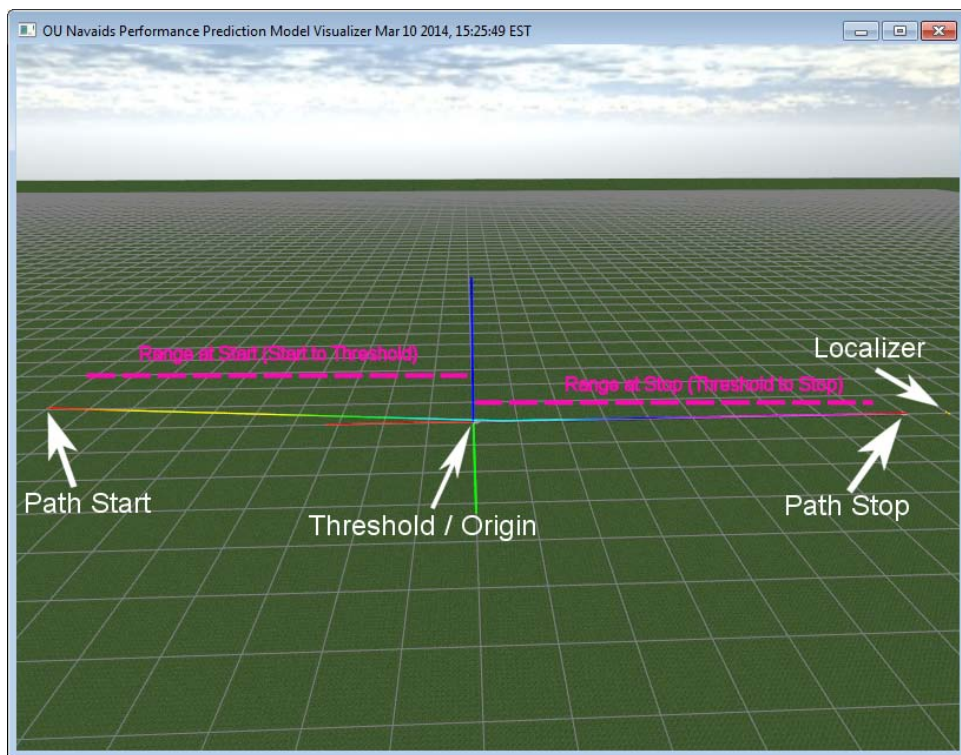 OU Navaids Performance Prediction Model Visualizer Mar 10 2014, 15:25:49 EST
Localizer
Range at Start (Start to Threshold)
Range at Stop (Threshold to Stop)
Path Start
Path Stop
Threshold / Origin